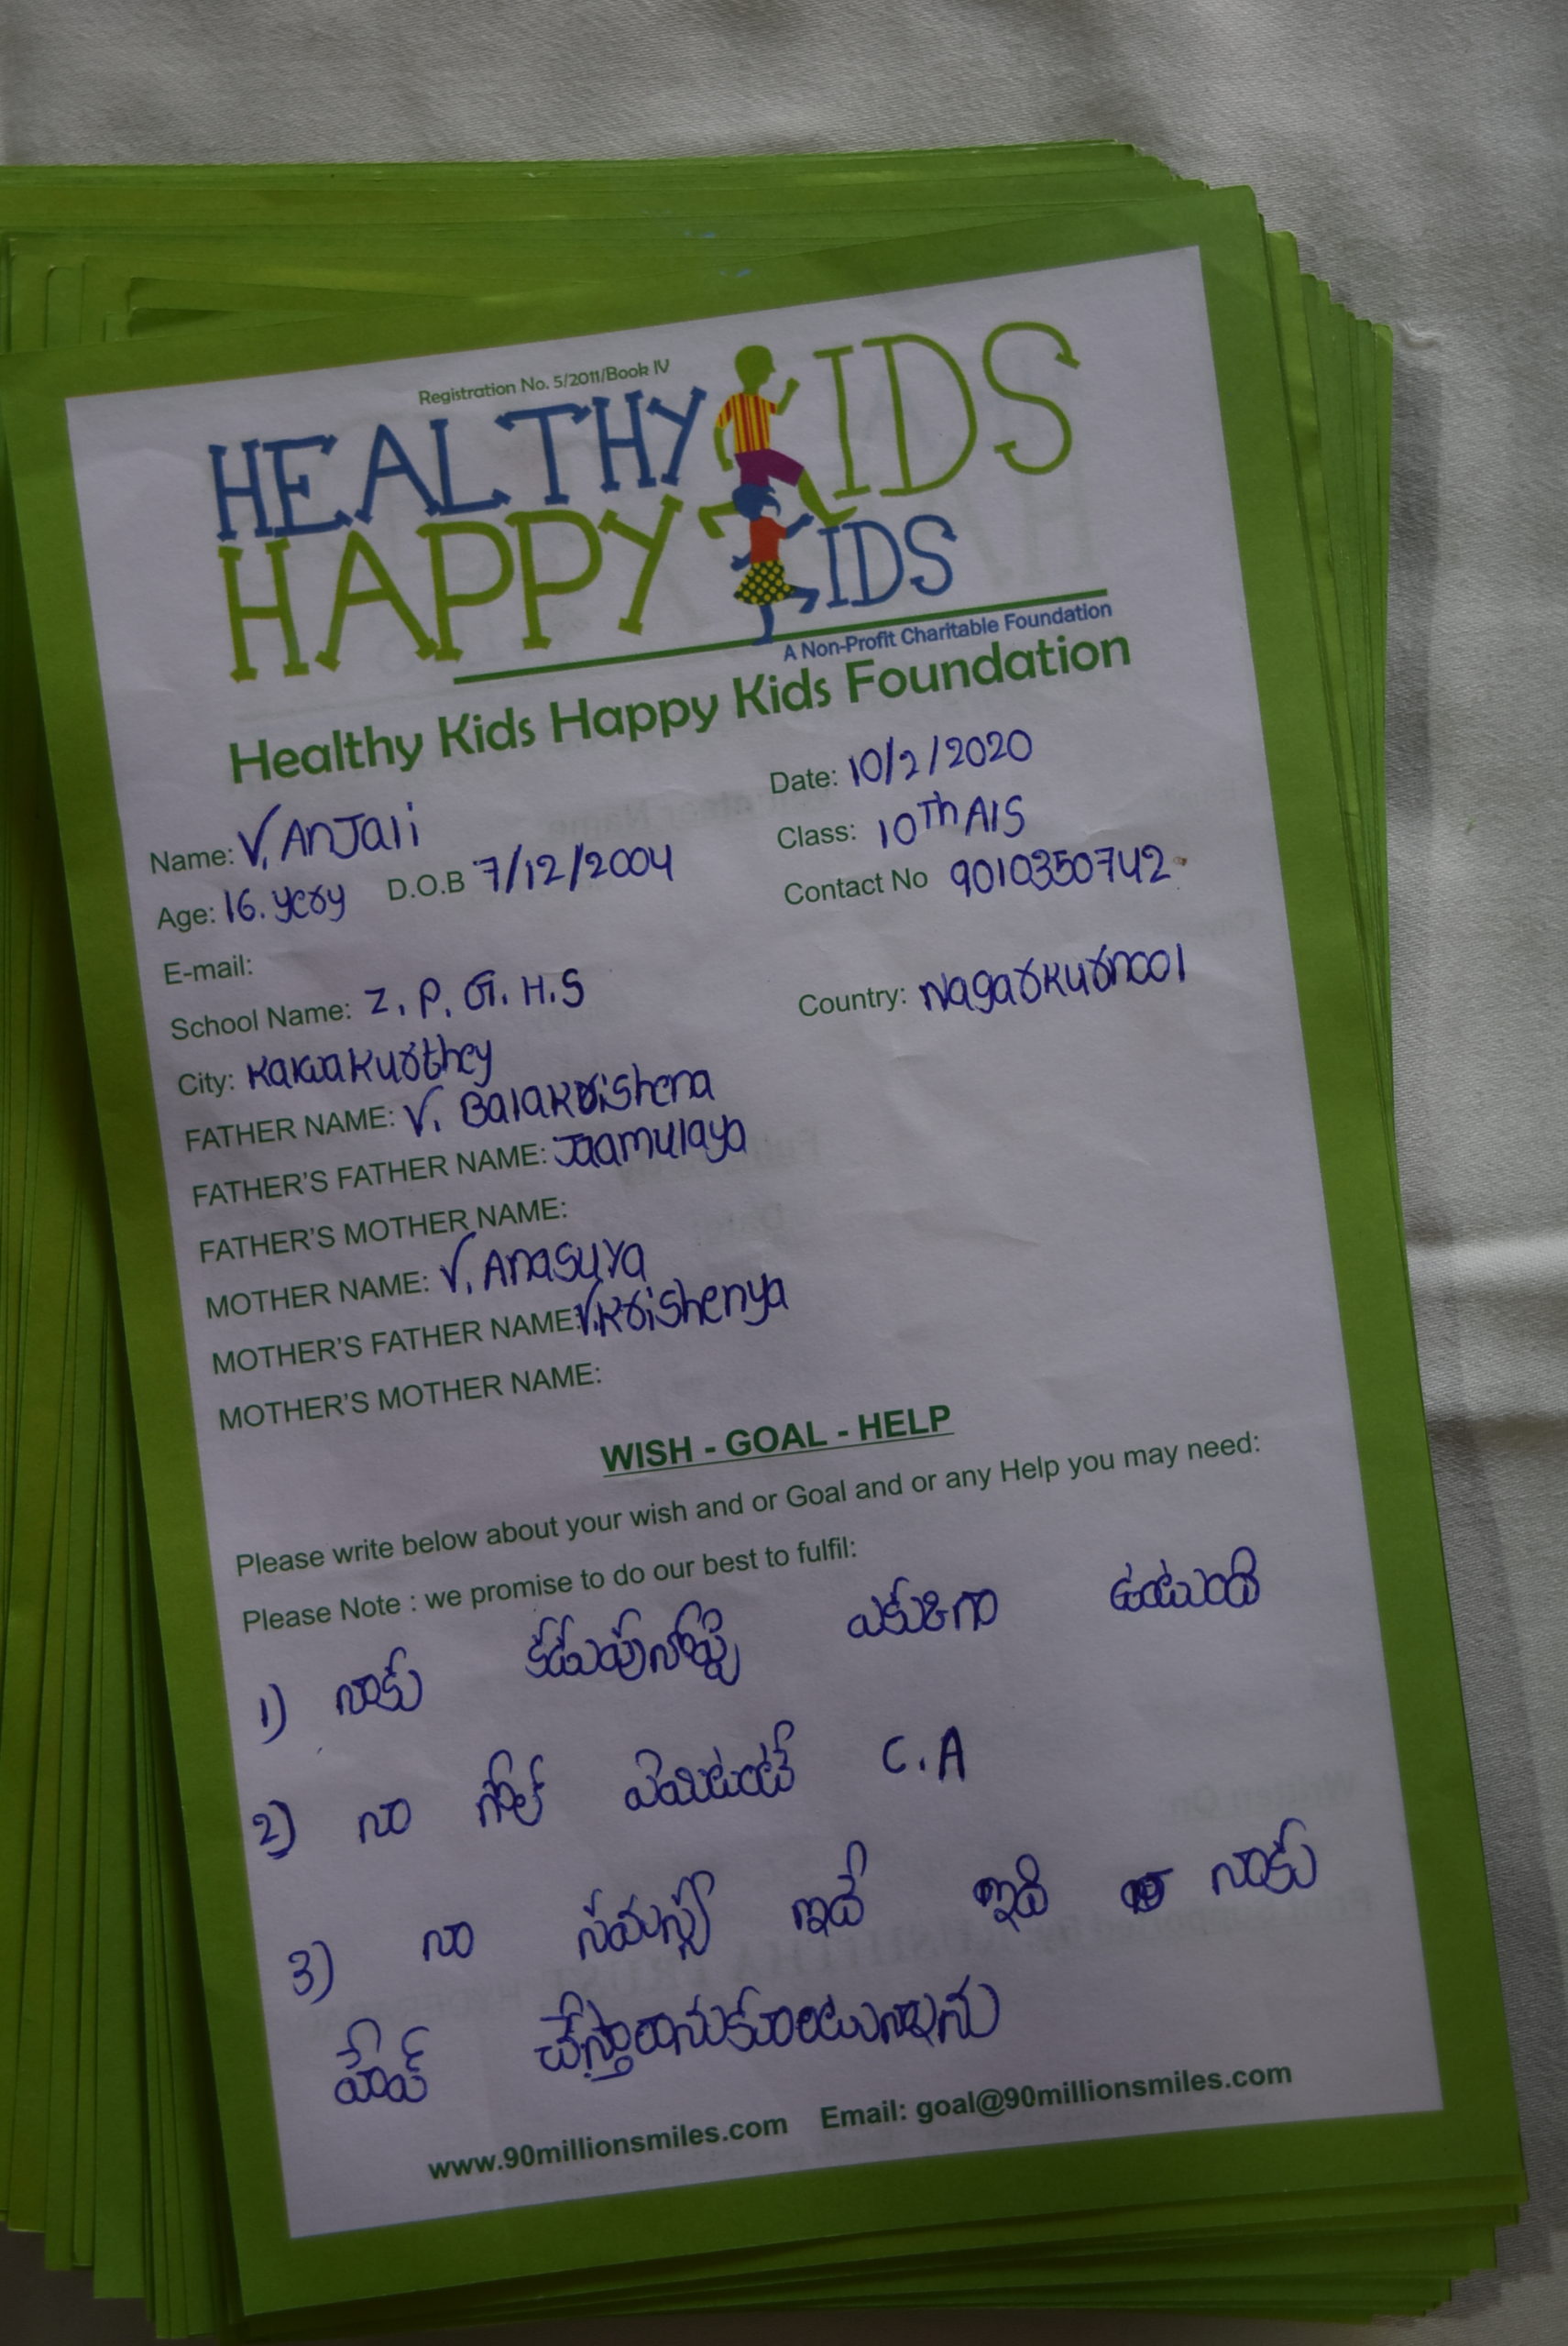 Registration No. 5/2011/Book IV
HEALTHY KIDS
HAPPY KIDS
A Non-Profit Charitable Foundation
Healthy Kids Happy Kids Foundation
Date: 10/2/2020
Name: V. Anjali
Class: 10Th A/S
Age: 16. yeray D.O.B 7/12/2004
Contact No 9010350742.
E-mail:
School Name: Z. P. G. H. S
Country: Nagarkurnool
City: Kalwakurthey
FATHER NAME: V. Balakrishena
FATHER'S FATHER NAME: Jaamulaya
FATHER'S MOTHER NAME:
MOTHER NAME: V. Anasuya
MOTHER'S FATHER NAME: V. Krishenya
MOTHER'S MOTHER NAME:
WISH - GOAL - HELP
Please write below about your wish and or Goal and or any Help you may need:
Please Note : we promise to do our best to fulfil:
1) నాకు కడుపునొప్పి ఎకుకిగా ఉంటుంది
2) నా గోల్ ఏమిటంటే C.A
3) నా సమస్య ఇదే ఇది నాకు
హేల్ప్ చేస్తారానుకుంటున్నాను
www.90millionsmiles.com Email: goal@90millionsmiles.com